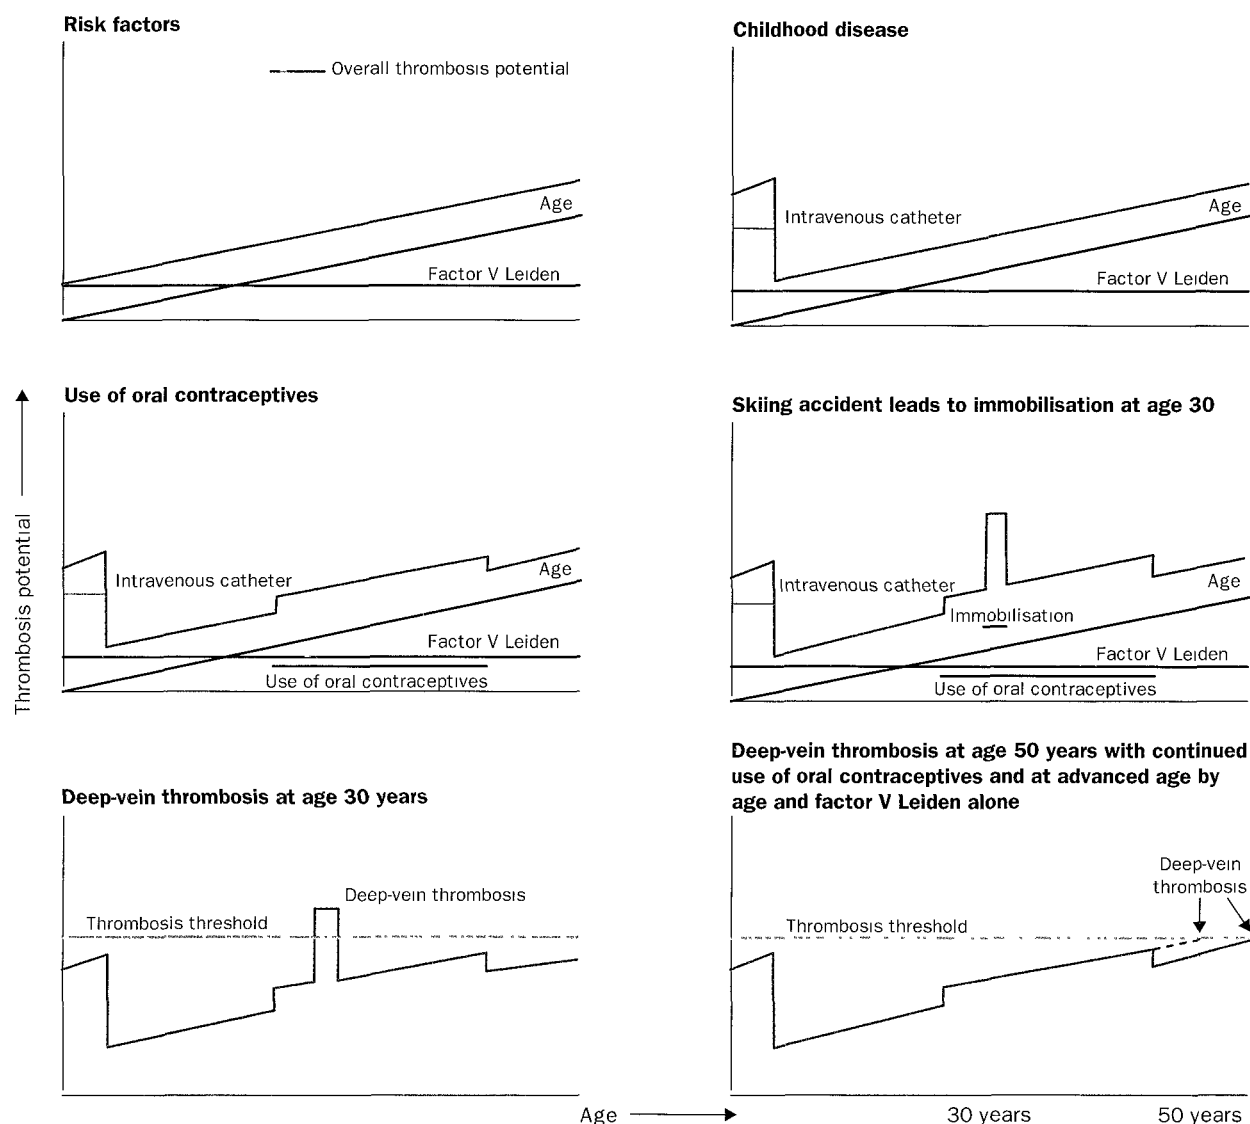 Risk factors
Overall thrombosis potential
Age
Factor V Leiden
Childhood disease
Intravenous catheter
Age
Factor V Leiden
Thrombosis potential
Use of oral contraceptives
Intravenous catheter
Age
Factor V Leiden
Use of oral contraceptives
Skiing accident leads to immobilisation at age 30
Intravenous catheter
Age
Immobilisation
Factor V Leiden
Use of oral contraceptives
Deep-vein thrombosis at age 30 years
Deep-vein thrombosis
Thrombosis threshold
Deep-vein thrombosis at age 50 years with continued
use of oral contraceptives and at advanced age by
age and factor V Leiden alone
Deep-vein
thrombosis
Thrombosis threshold
Age
30 years
50 years